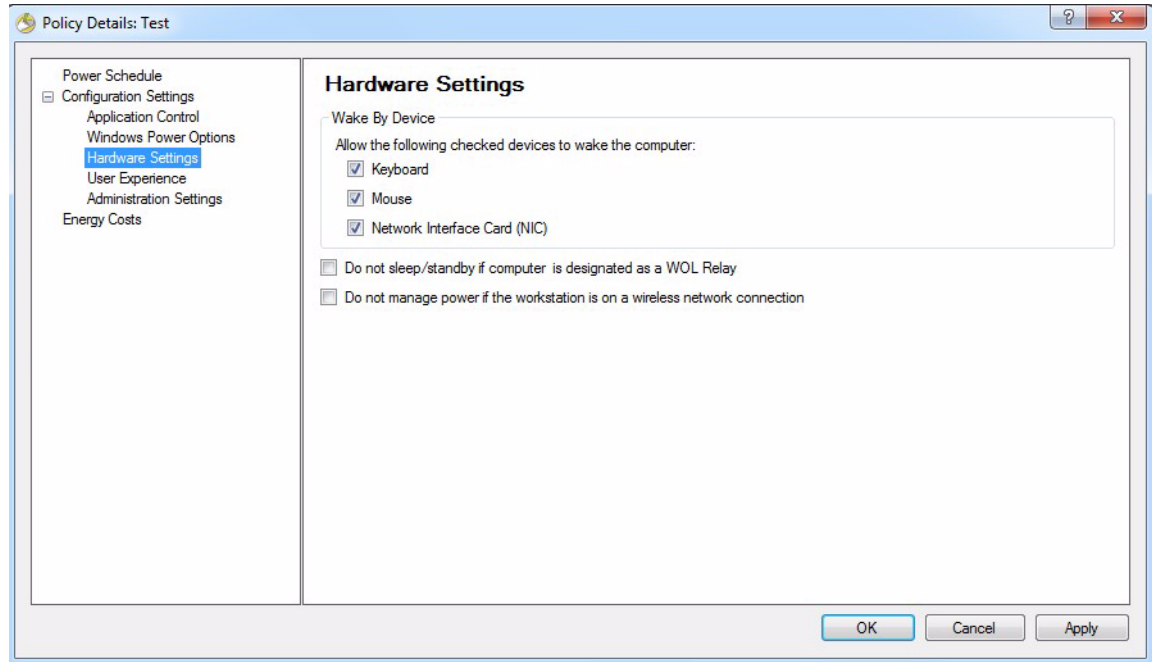 Policy Details: Test
Power Schedule
Configuration Settings
Application Control
Windows Power Options
Hardware Settings
User Experience
Administration Settings
Energy Costs
Hardware Settings
Wake By Device
Allow the following checked devices to wake the computer:
Keyboard
Mouse
Network Interface Card (NIC)
Do not sleep/standby if computer is designated as a WOL Relay
Do not manage power if the workstation is on a wireless network connection
OK Cancel Apply